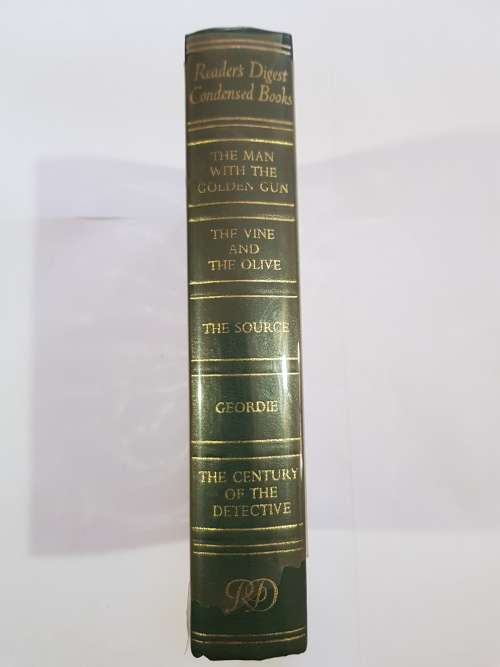 Reader's Digest
Condensed Books
THE MAN
WITH THE
GOLDEN GUN
THE VINE
AND
THE OLIVE
THE SOURCE
GEORDIE
THE CENTURY
OF THE
DETECTIVE
RD